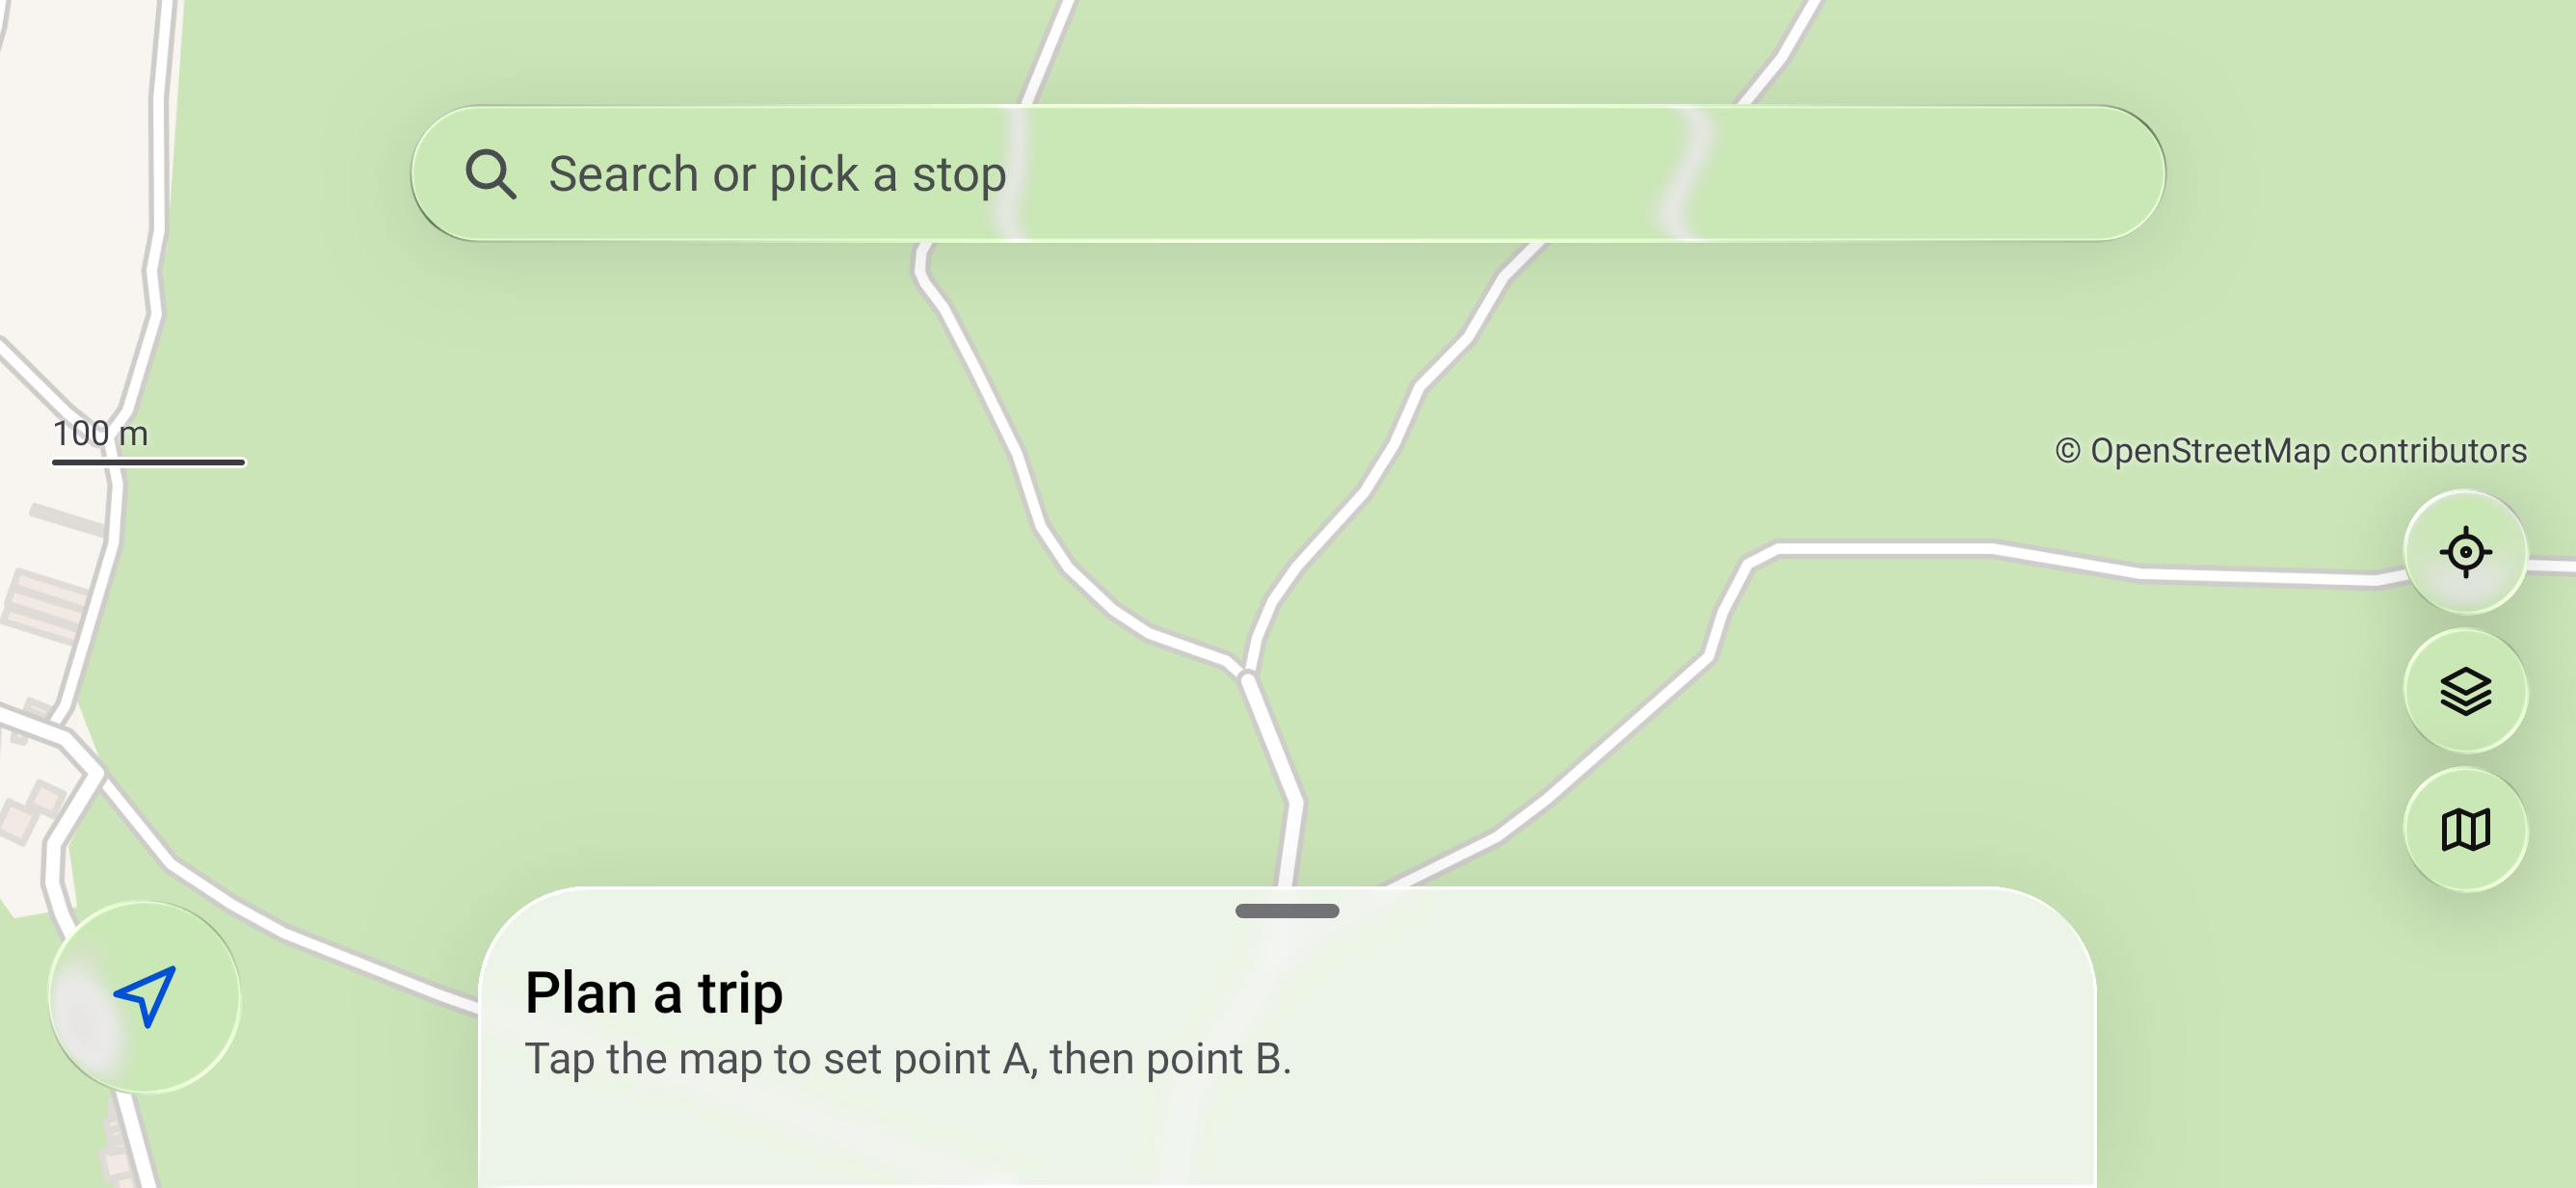 Search or pick a stop
100 m
© OpenStreetMap contributors
Plan a trip
Tap the map to set point A, then point B.